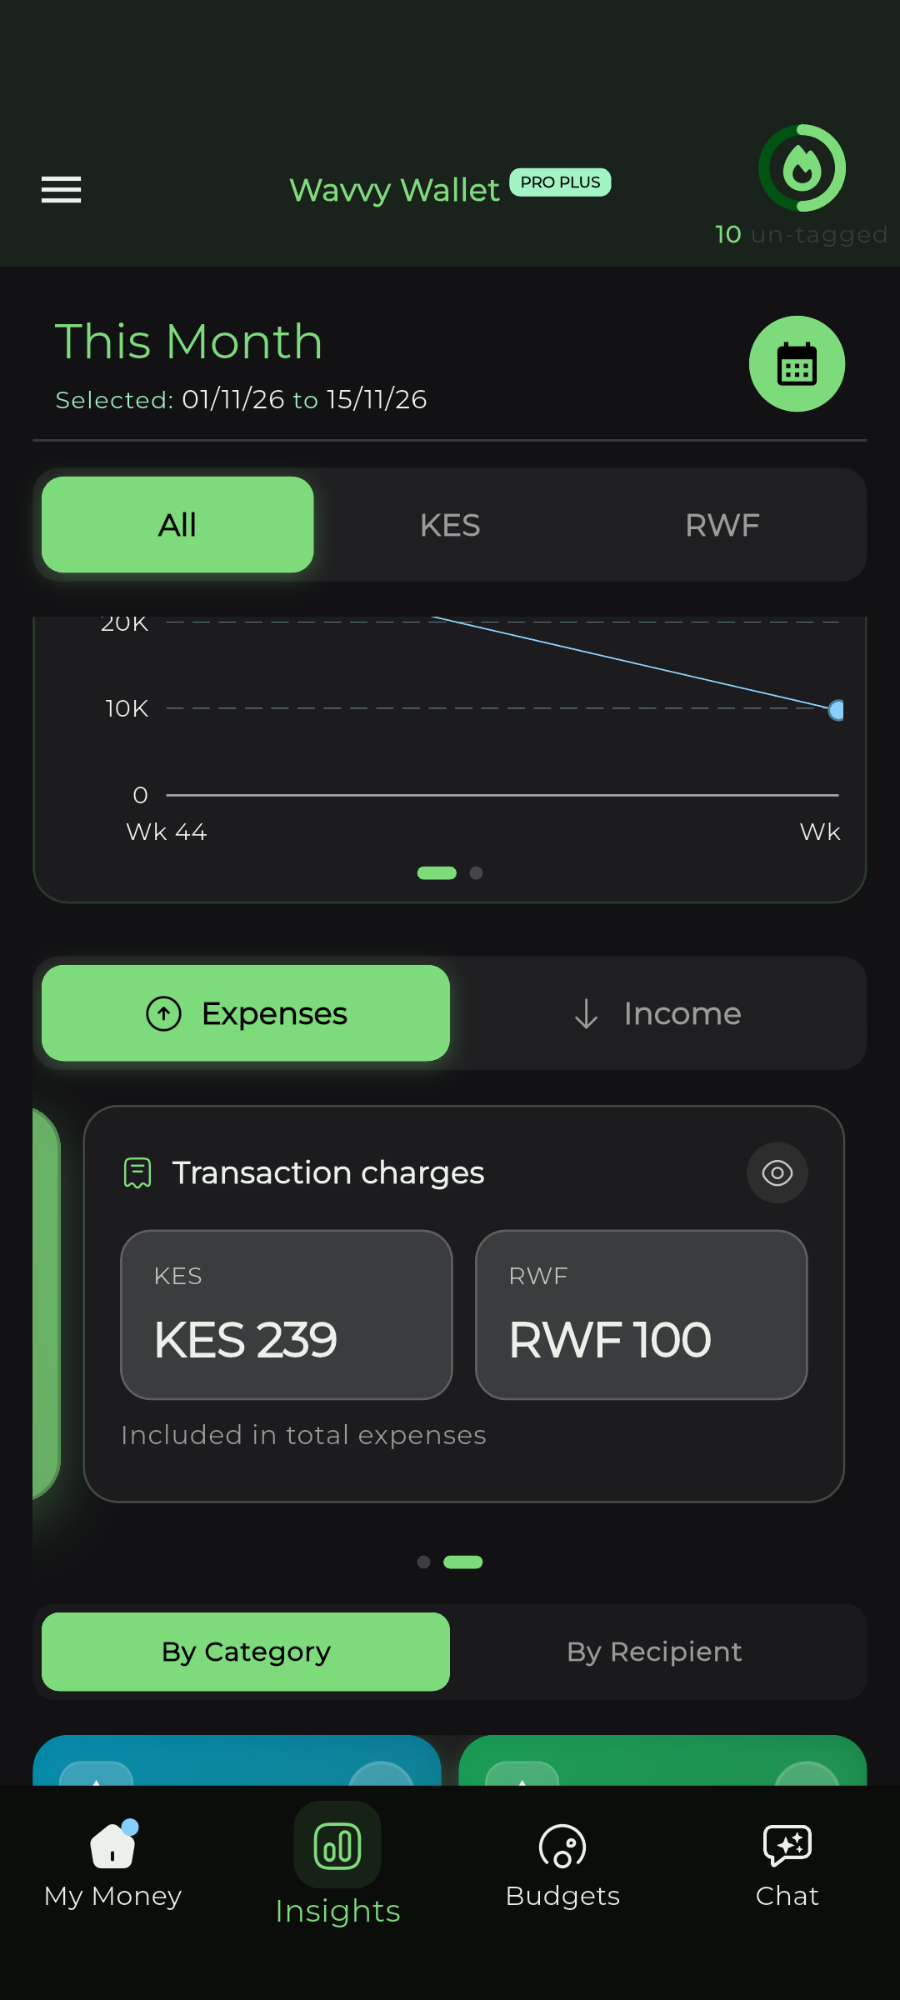 Wavvy Wallet PRO PLUS
10 un-tagged
This Month
Selected: 01/11/26 to 15/11/26
All KES RWF
20K
10K
0
Wk 44 Wk
Expenses Income
Transaction charges
KES RWF
KES 239 RWF 100
Included in total expenses
By Category By Recipient
My Money Insights Budgets Chat